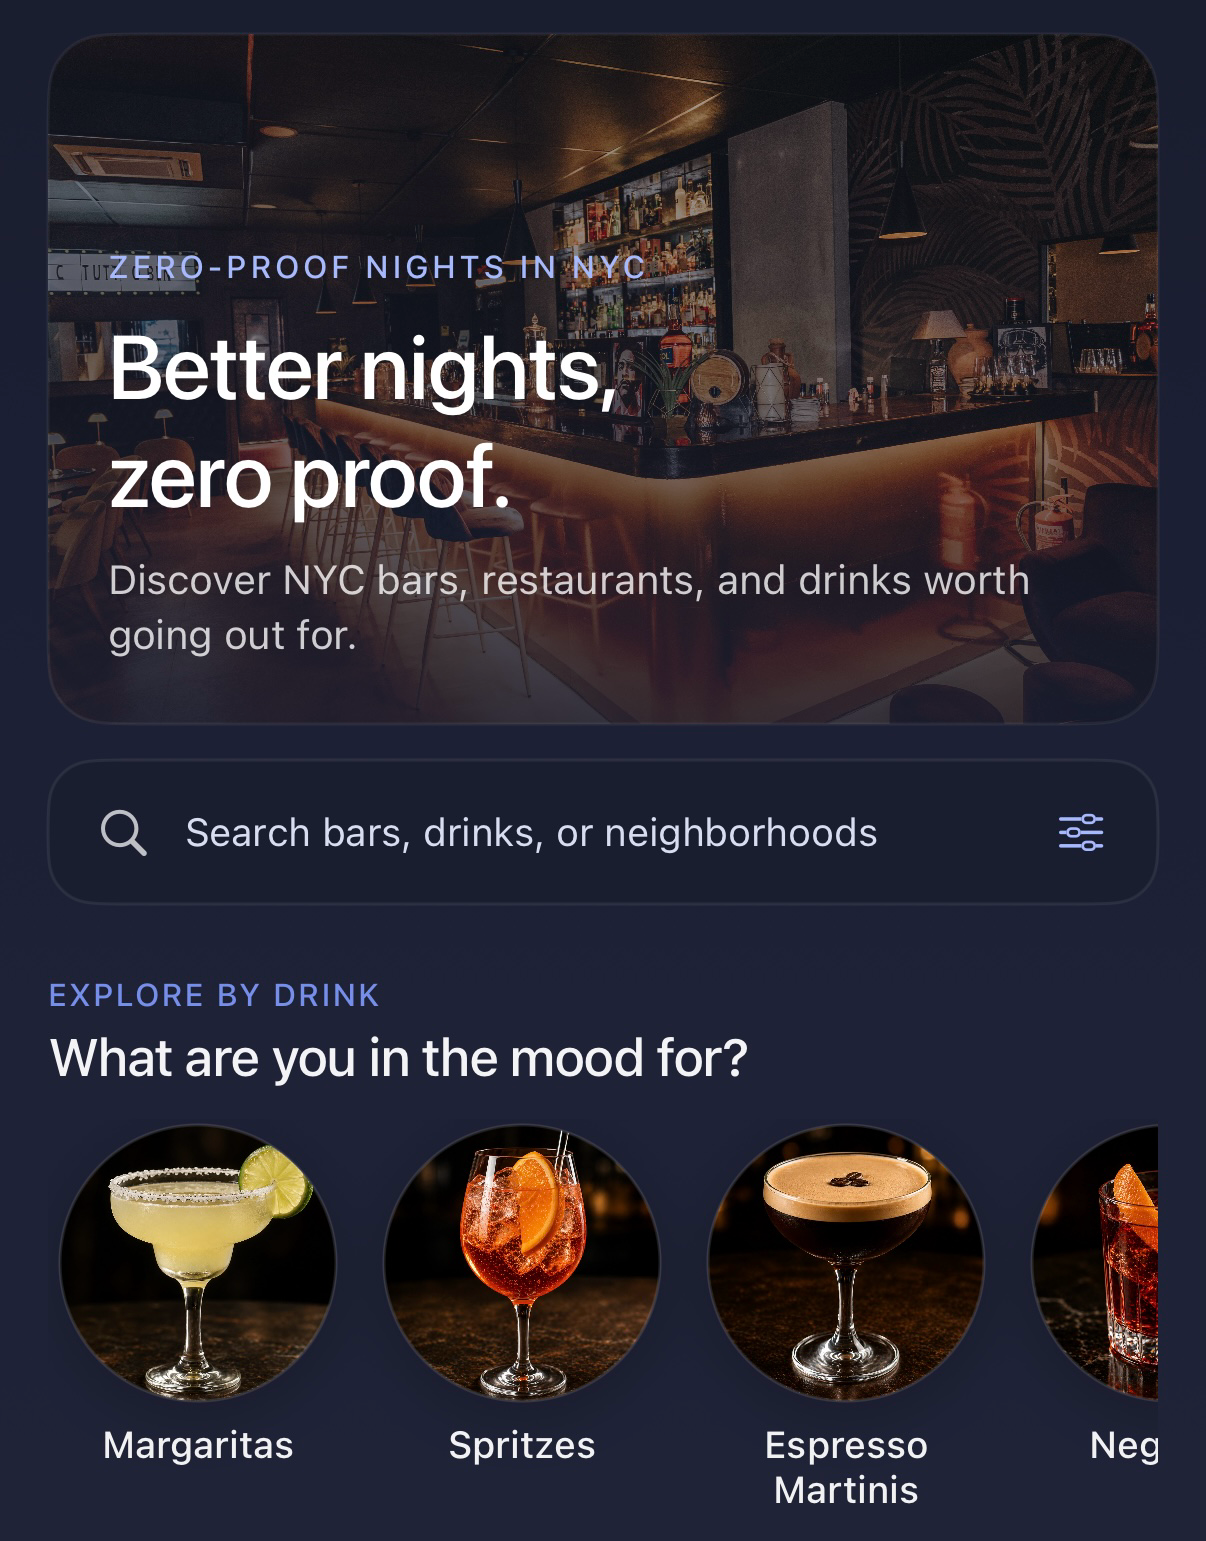 ZERO-PROOF NIGHTS IN NYC
Better nights,
zero proof.
Discover NYC bars, restaurants, and drinks worth
going out for.
Search bars, drinks, or neighborhoods
EXPLORE BY DRINK
What are you in the mood for?
Margaritas
Spritzes
Espresso
Martinis
Neg